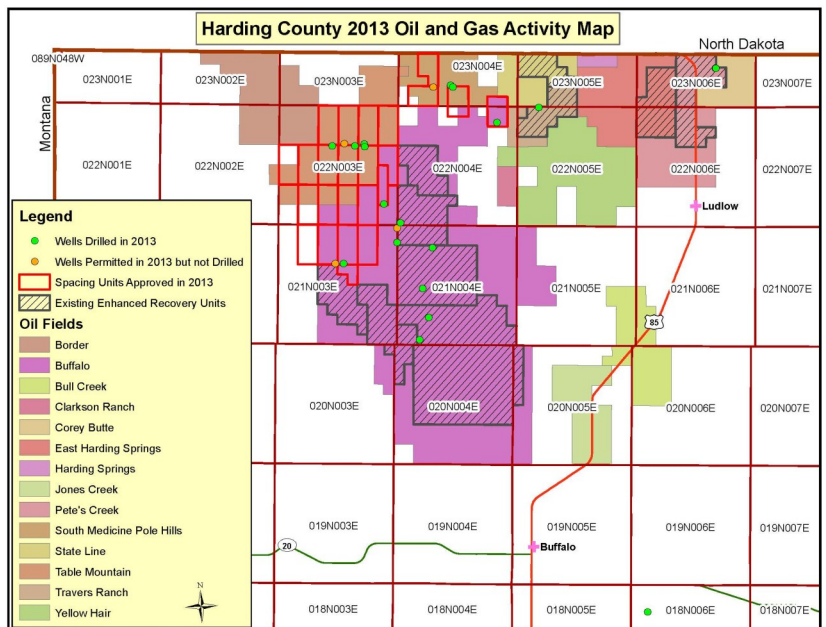 Harding County 2013 Oil and Gas Activity Map
North Dakota
089N048W
Montana
023N001E
023N002E
023N003E
023N004E
023N005E
023N006E
023N007E
022N001E
022N002E
022N003E
022N004E
022N005E
022N006E
022N007E
Ludlow
021N003E
021N004E
021N005E
021N006E
021N007E
85
020N003E
020N004E
020N005E
020N006E
020N007E
019N003E
019N004E
019N005E
019N006E
019N007E
20
Buffalo
018N003E
018N004E
018N005E
018N006E
018N007E
Legend
Wells Drilled in 2013
Wells Permitted in 2013 but not Drilled
Spacing Units Approved in 2013
Existing Enhanced Recovery Units
Oil Fields
Border
Buffalo
Bull Creek
Clarkson Ranch
Corey Butte
East Harding Springs
Harding Springs
Jones Creek
Pete's Creek
South Medicine Pole Hills
State Line
Table Mountain
Travers Ranch
Yellow Hair
N